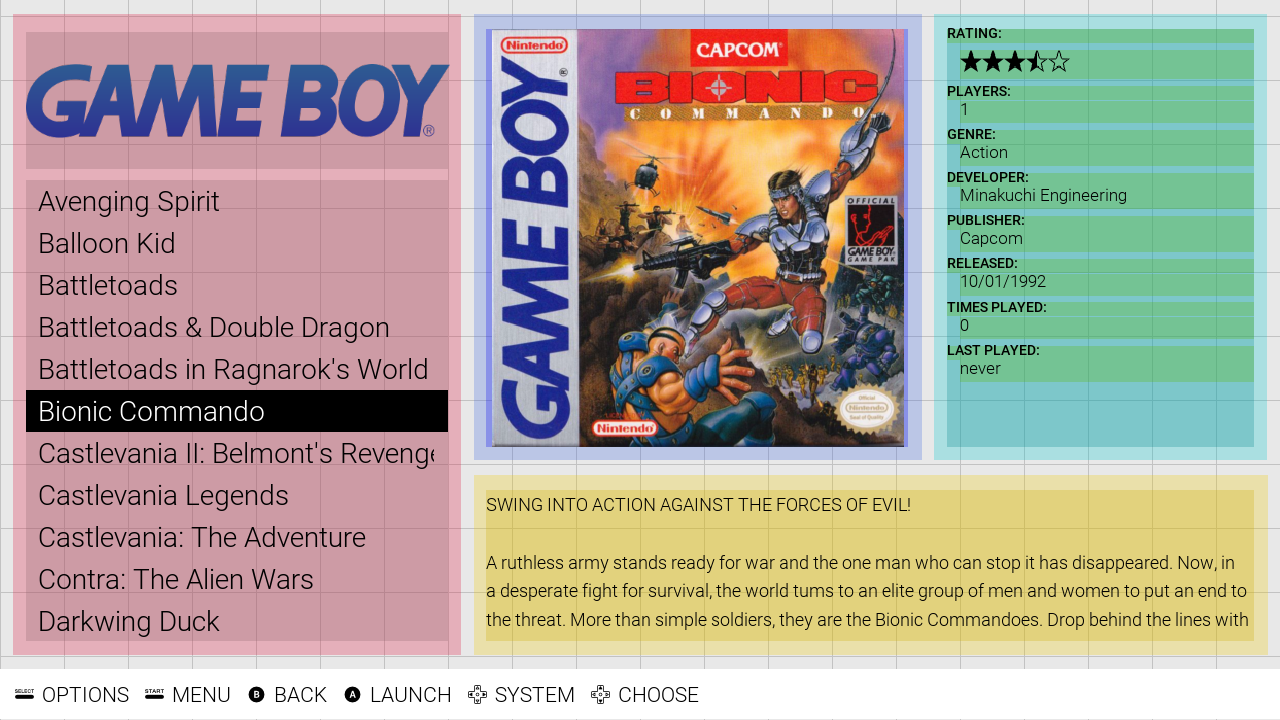 GAME BOY®
Avenging Spirit
Balloon Kid
Battletoads
Battletoads & Double Dragon
Battletoads in Ragnarok's World
Bionic Commando
Castlevania II: Belmont's Revenge
Castlevania Legends
Castlevania: The Adventure
Contra: The Alien Wars
Darkwing Duck
Nintendo
GAME BOY
®
CAPCOM
BIONIC
COMMANDO
OFFICIAL
GAME BOY
GAME PAK
Nintendo
Official
Nintendo
Seal of Quality
RATING:
PLAYERS:
1
GENRE:
Action
DEVELOPER:
Minakuchi Engineering
PUBLISHER:
Capcom
RELEASED:
10/01/1992
TIMES PLAYED:
0
LAST PLAYED:
never
SWING INTO ACTION AGAINST THE FORCES OF EVIL!
A ruthless army stands ready for war and the one man who can stop it has disappeared. Now, in
a desperate fight for survival, the world tums to an elite group of men and women to put an end to
the threat. More than simple soldiers, they are the Bionic Commandoes. Drop behind the lines with
SELECT OPTIONS START MENU B BACK A LAUNCH SYSTEM CHOOSE